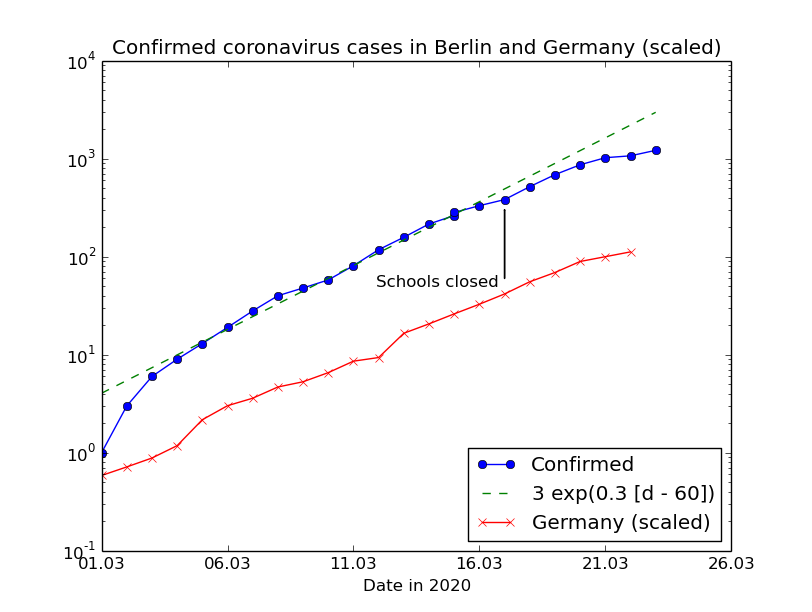 Confirmed coronavirus cases in Berlin and Germany (scaled)
10^4
10^3
10^2
10^1
10^0
10^-1
Schools closed
Confirmed
3 exp(0.3 [d - 60])
Germany (scaled)
01.03 06.03 11.03 16.03 21.03 26.03
Date in 2020